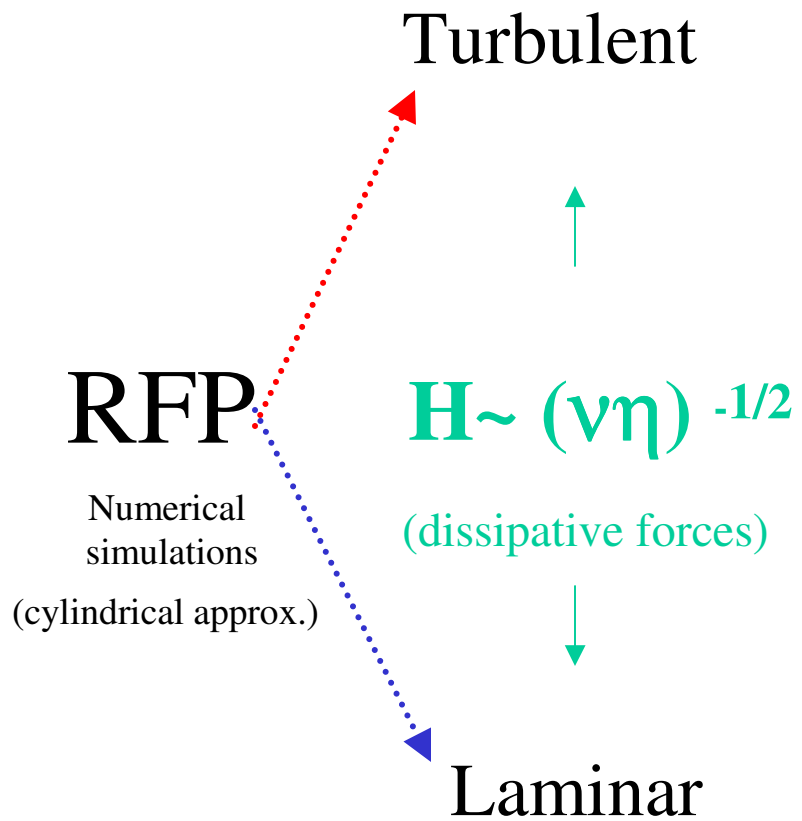 Turbulent
RFP
H~ (νη) -1/2
Numerical
simulations
(dissipative forces)
(cylindrical approx.)
Laminar